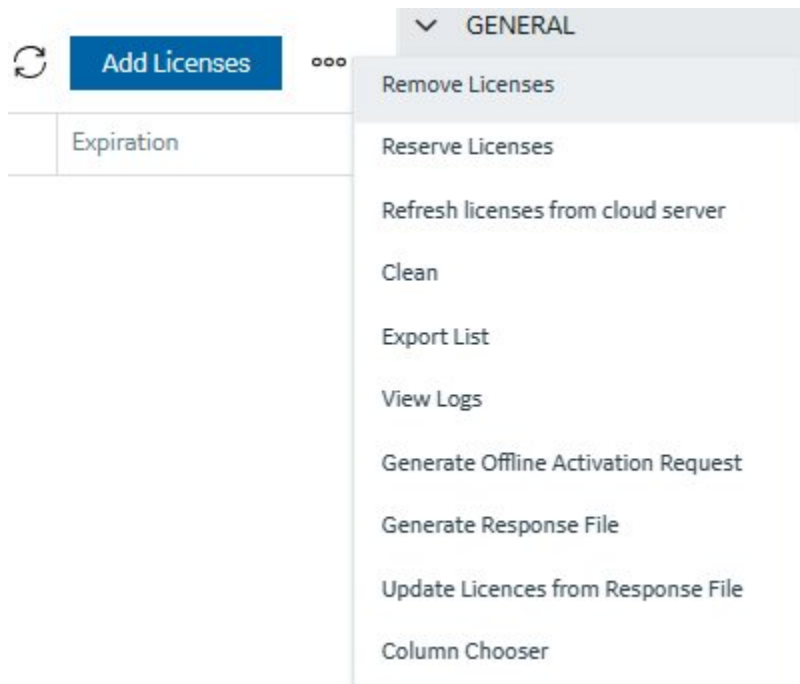 GENERAL
Add Licenses
Remove Licenses
Expiration
Reserve Licenses
Refresh licenses from cloud server
Clean
Export List
View Logs
Generate Offline Activation Request
Generate Response File
Update Licences from Response File
Column Chooser